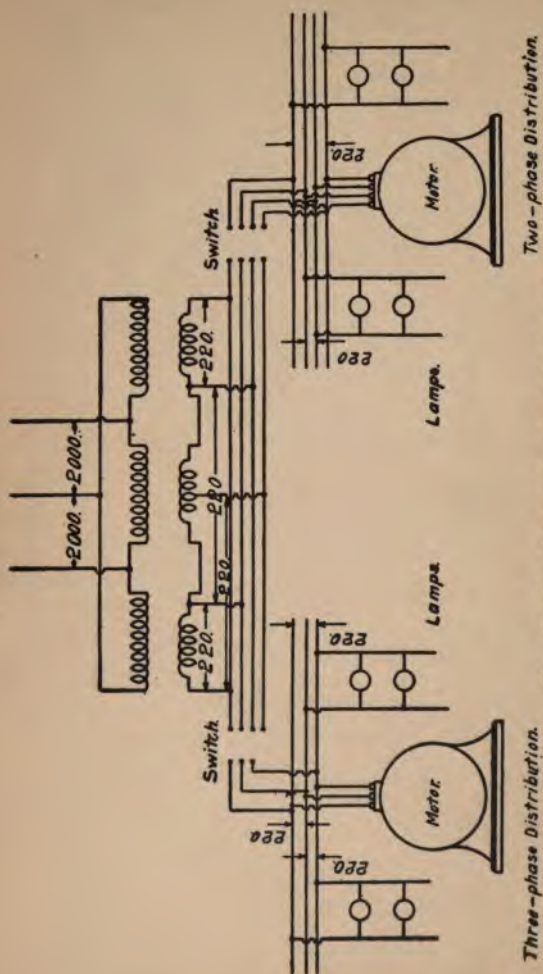 2000. 2000.
220.
220
220.
220.
Switch
Switch
220.
220.
220.
220.
220
Lamps
Lamps.
Motor.
Motor.
Three-phase Distribution.
Two-phase Distribution.